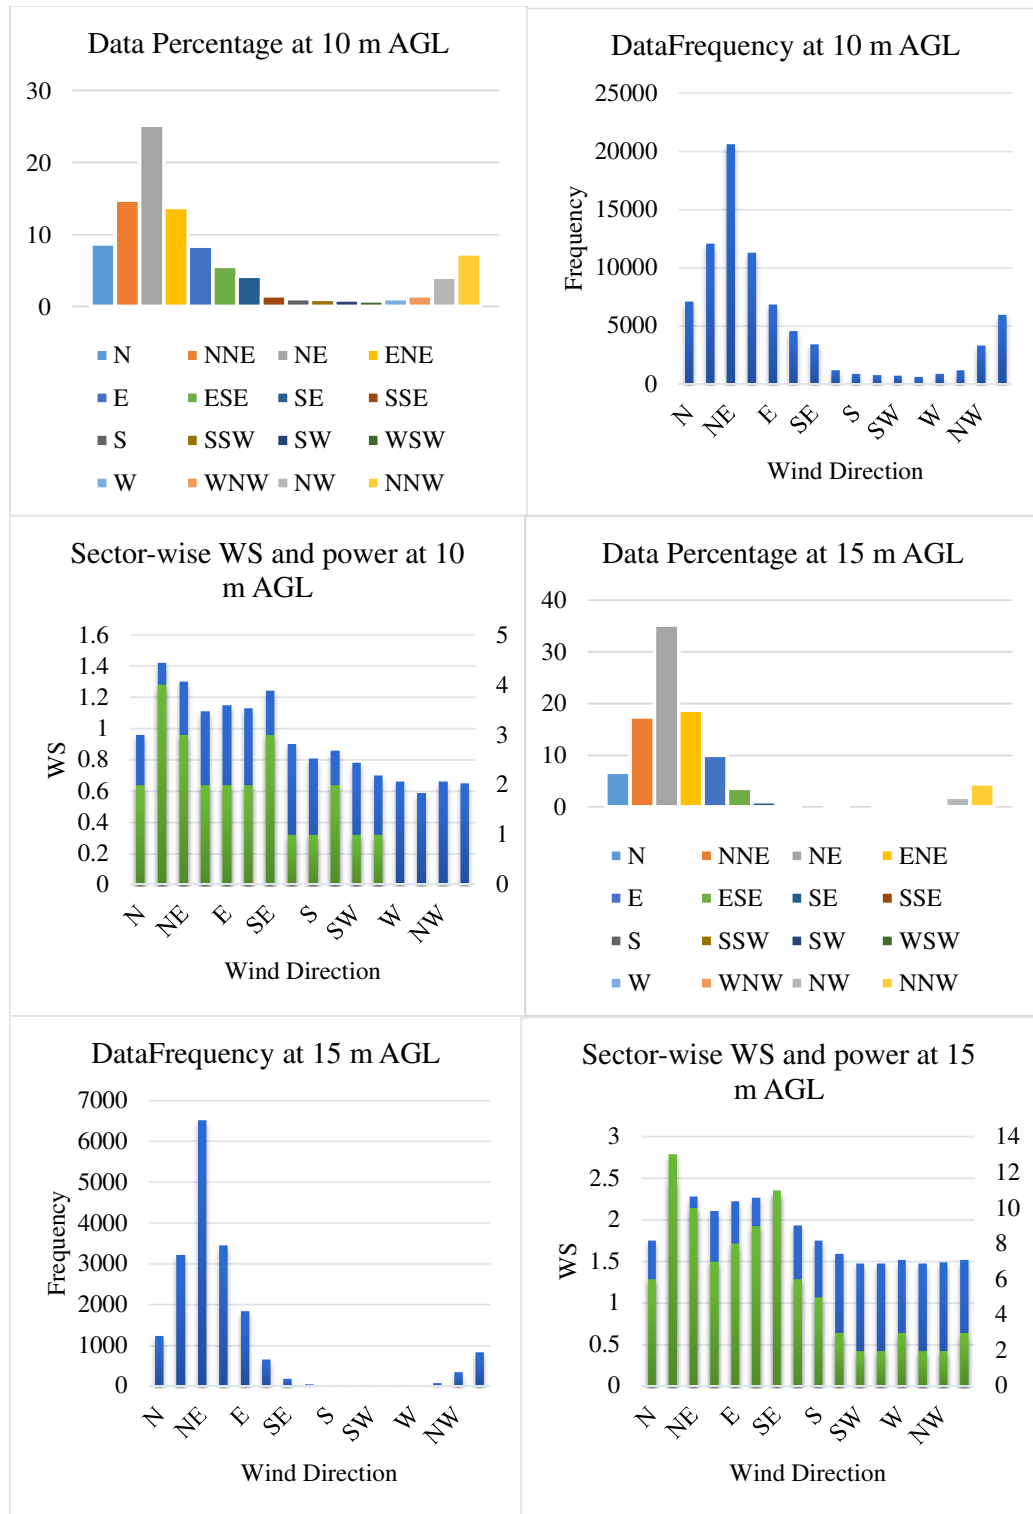 Data Percentage at 10 m AGL
30
20
10
0
N NNE NE ENE
E ESE SE SSE
S SSW SW WSW
W WNW NW NNW
DataFrequency at 10 m AGL
25000
20000
15000
10000
5000
0
Frequency
N NE E SE S SW W NW
Wind Direction
Sector-wise WS and power at 10
m AGL
1.6 5
1.4
1.2 4
1 3
0.8
0.6 2
0.4 1
0.2
0 0
WS
N NE E SE S SW W NW
Wind Direction
Data Percentage at 15 m AGL
40
30
20
10
0
N NNE NE ENE
E ESE SE SSE
S SSW SW WSW
W WNW NW NNW
DataFrequency at 15 m AGL
7000
6000
5000
4000
3000
2000
1000
0
Frequency
N NE E SE S SW W NW
Wind Direction
Sector-wise WS and power at 15
m AGL
3 14
2.5 12
2 10
1.5 8
1 6
0.5 4
0 2
0
WS
N NE E SE S SW W NW
Wind Direction